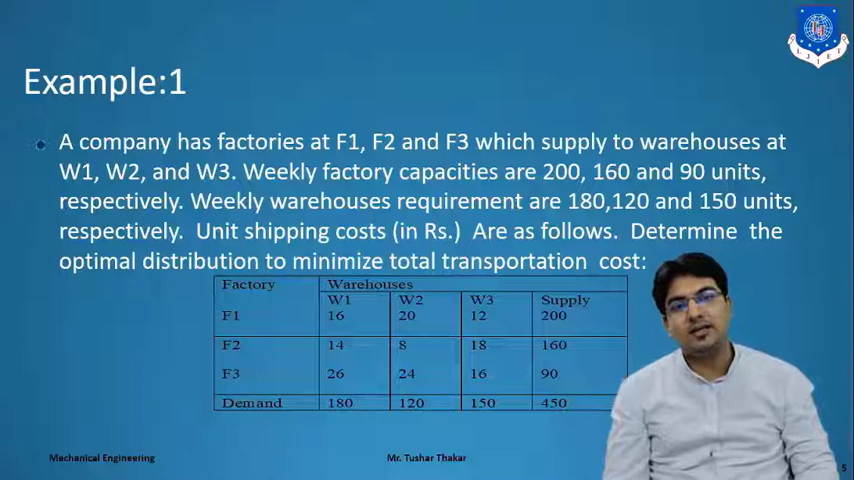 Example:1
A company has factories at F1, F2 and F3 which supply to warehouses at
W1, W2, and W3. Weekly factory capacities are 200, 160 and 90 units,
respectively. Weekly warehouses requirement are 180,120 and 150 units,
respectively. Unit shipping costs (in Rs.) Are as follows. Determine the
optimal distribution to minimize total transportation cost:
Factory Warehouses
W1 W2 W3 Supply
F1 16 20 12 200
F2 14 8 18 160
F3 26 24 16 90
Demand 180 120 150 450
Mechanical Engineering Mr. Tushar Thakar 5